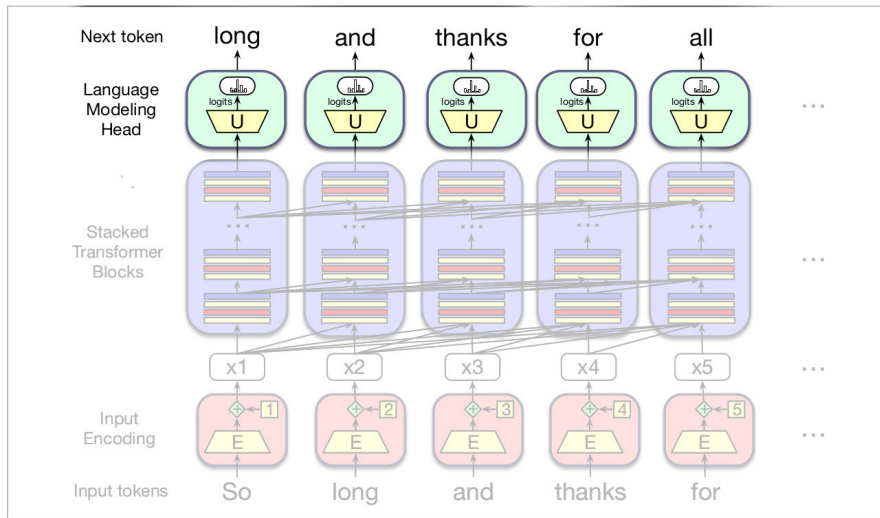 Next token long and thanks for all
Language Modeling Head
logits logits logits logits logits
U U U U U
...
Stacked Transformer Blocks
... ... ... ... ... ...
x1 x2 x3 x4 x5 ...
Input Encoding
1 2 3 4 5
E E E E E ...
Input tokens So long and thanks for